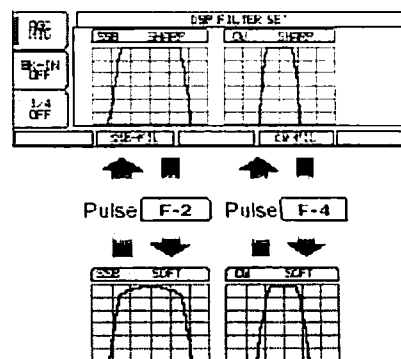 AGC
DSP FILTER SET
SSB SHARP
CW SHARP
BK-IN
OFF
1/4
OFF
SSB-FIL
CW-FIL
Pulse F-2
Pulse F-4
SSB SOFT
CW SOFT